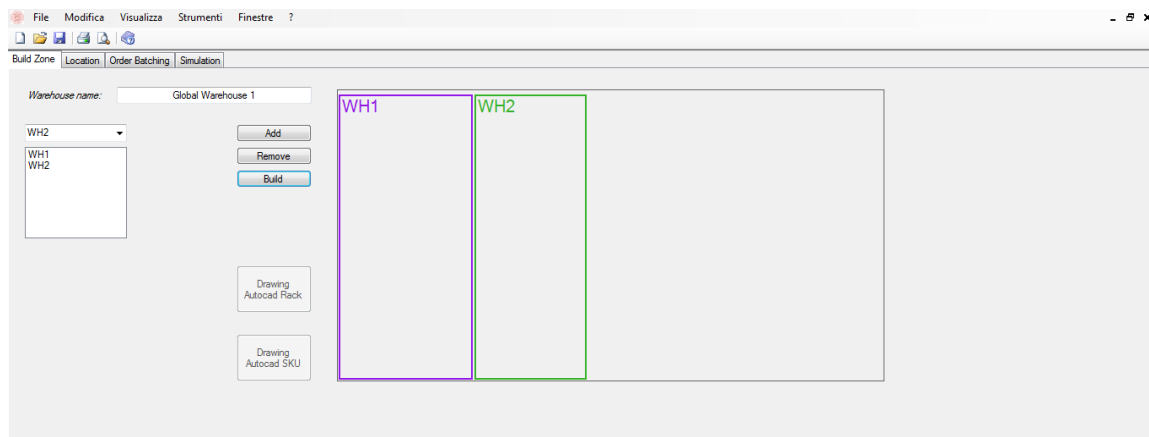 File Modifica Visualizza Strumenti Finestre ?
Build Zone Location Order Batching Simulation
Warehouse name: Global Warehouse 1
WH1 WH2
WH2 Add
WH1 Remove
WH2
Build
Drawing
Autocad Rack
Drawing
Autocad SKU